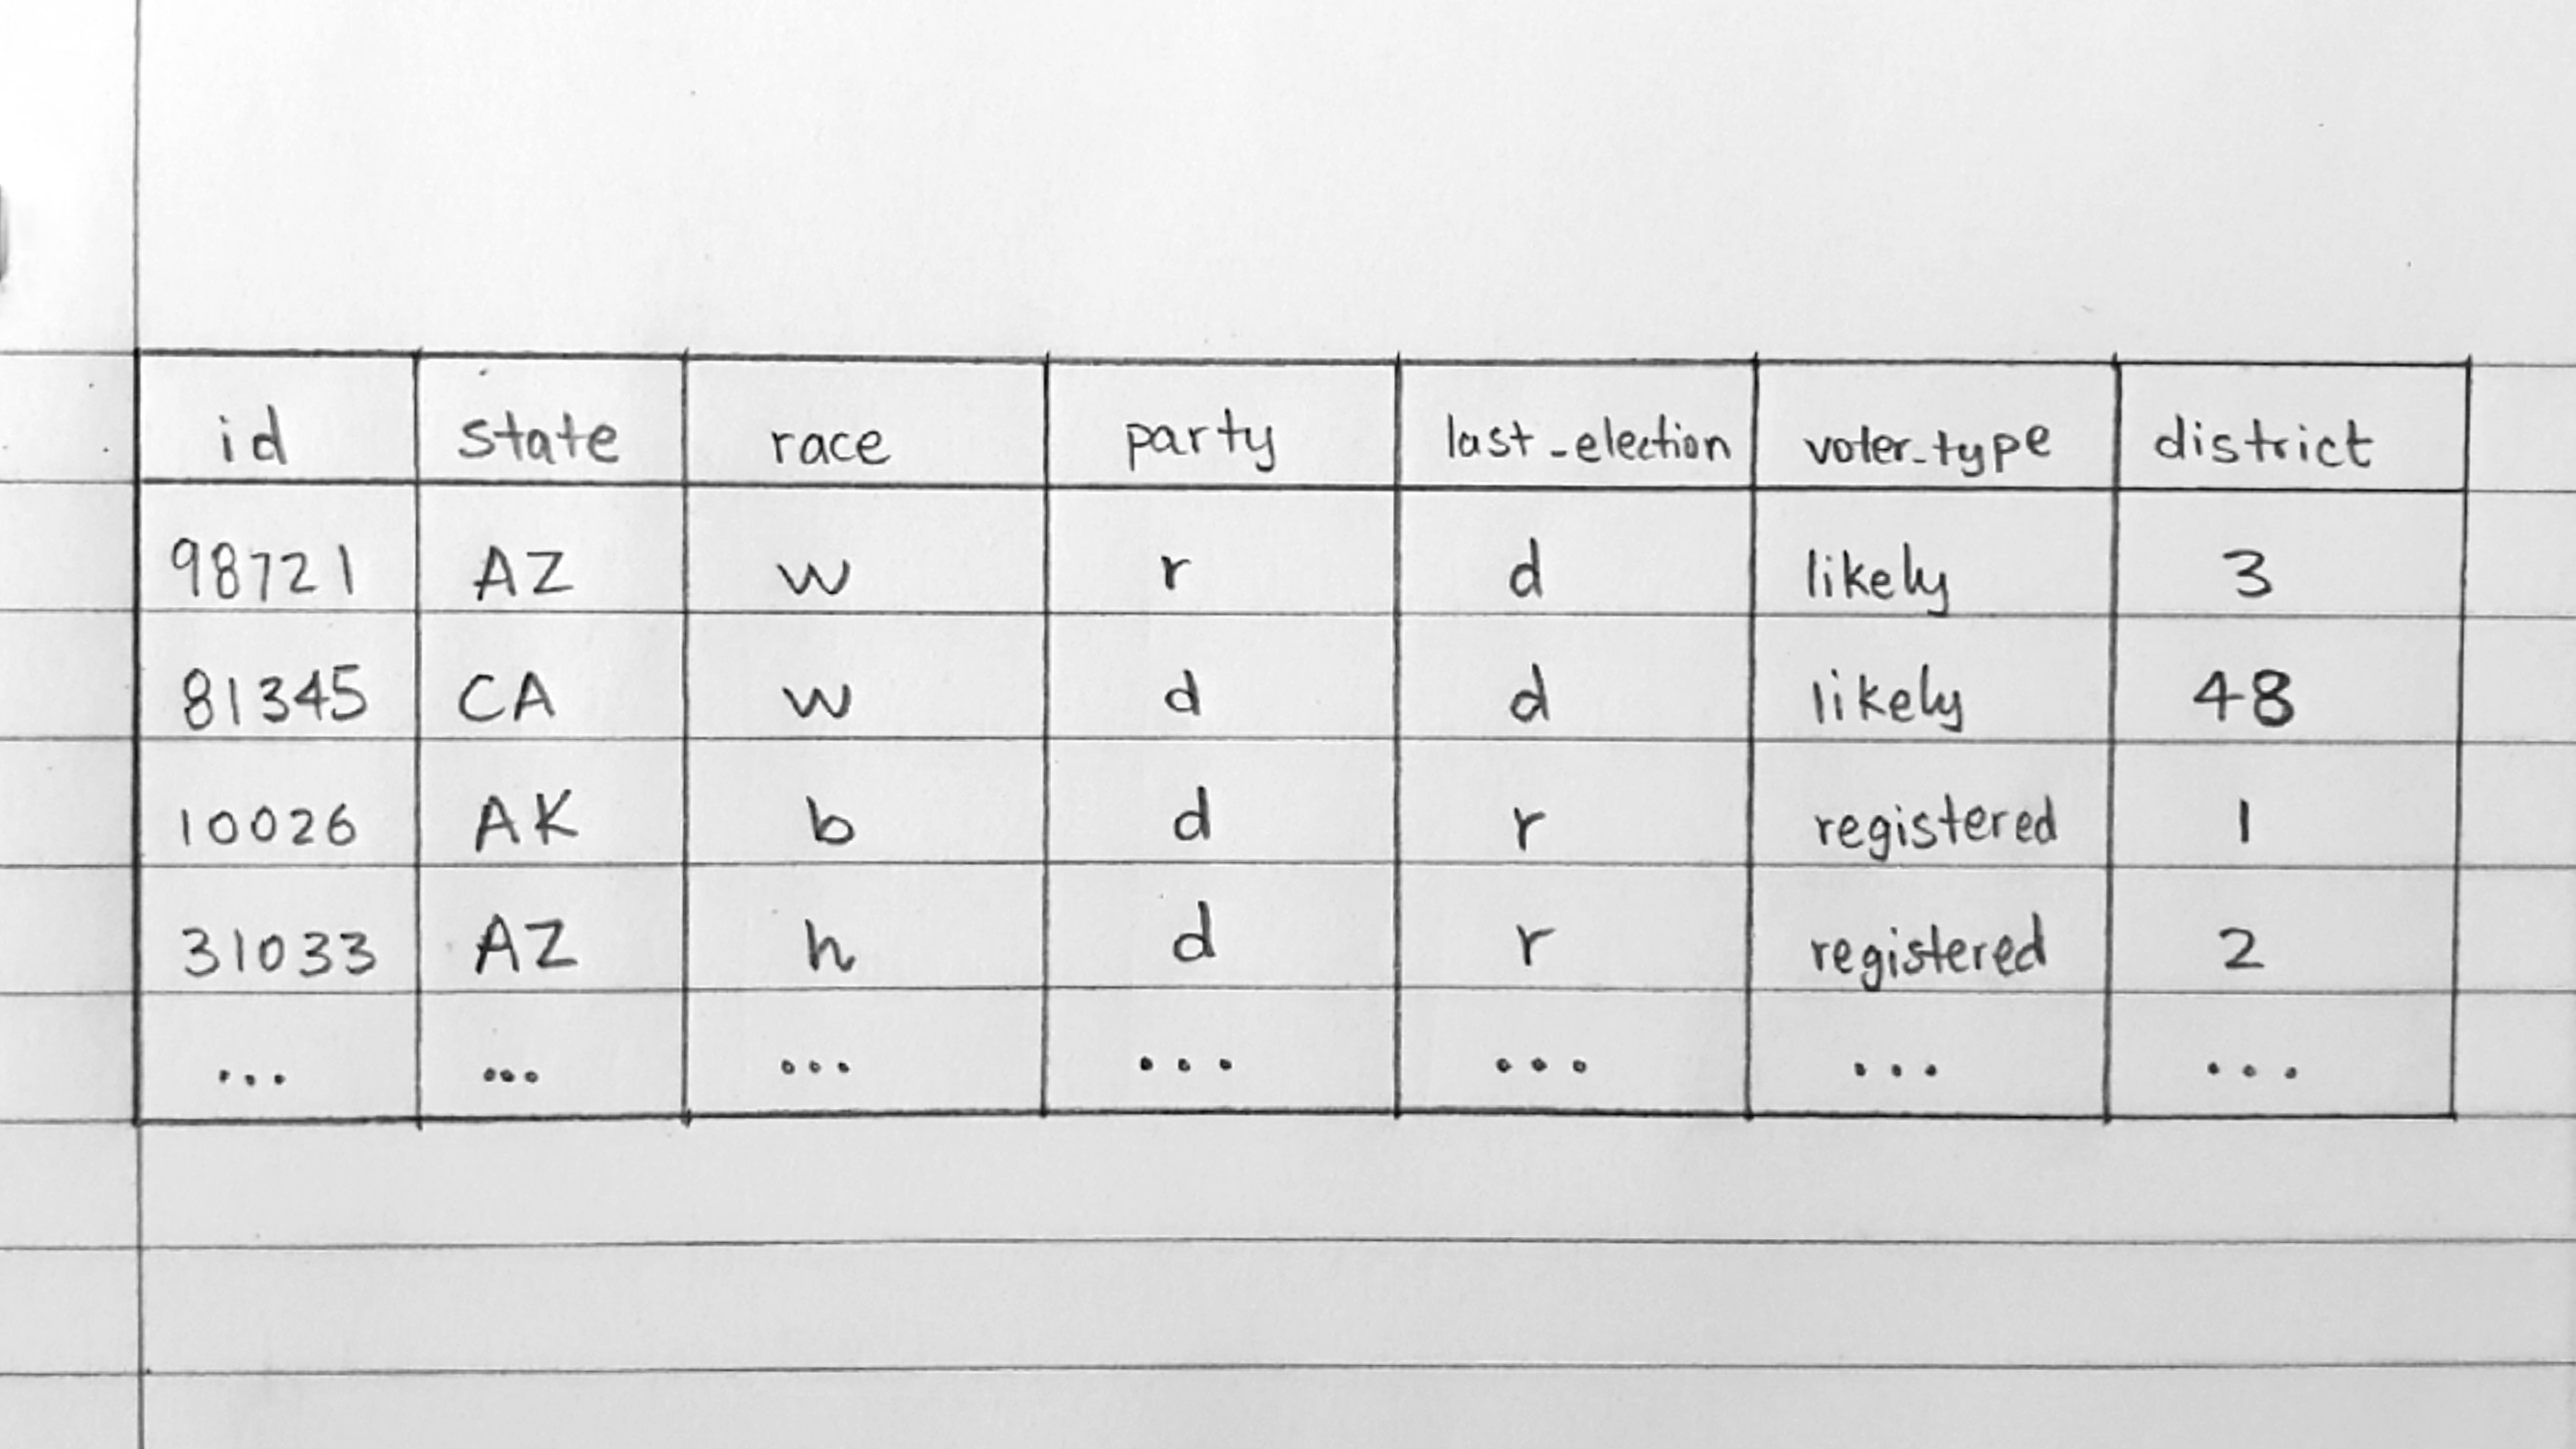 id state race party last_election voter_type district
98721 AZ w r d likely 3
81345 CA w d d likely 48
10026 AK b d r registered 1
31033 AZ h d r registered 2
... ... ... ... ... ... ...